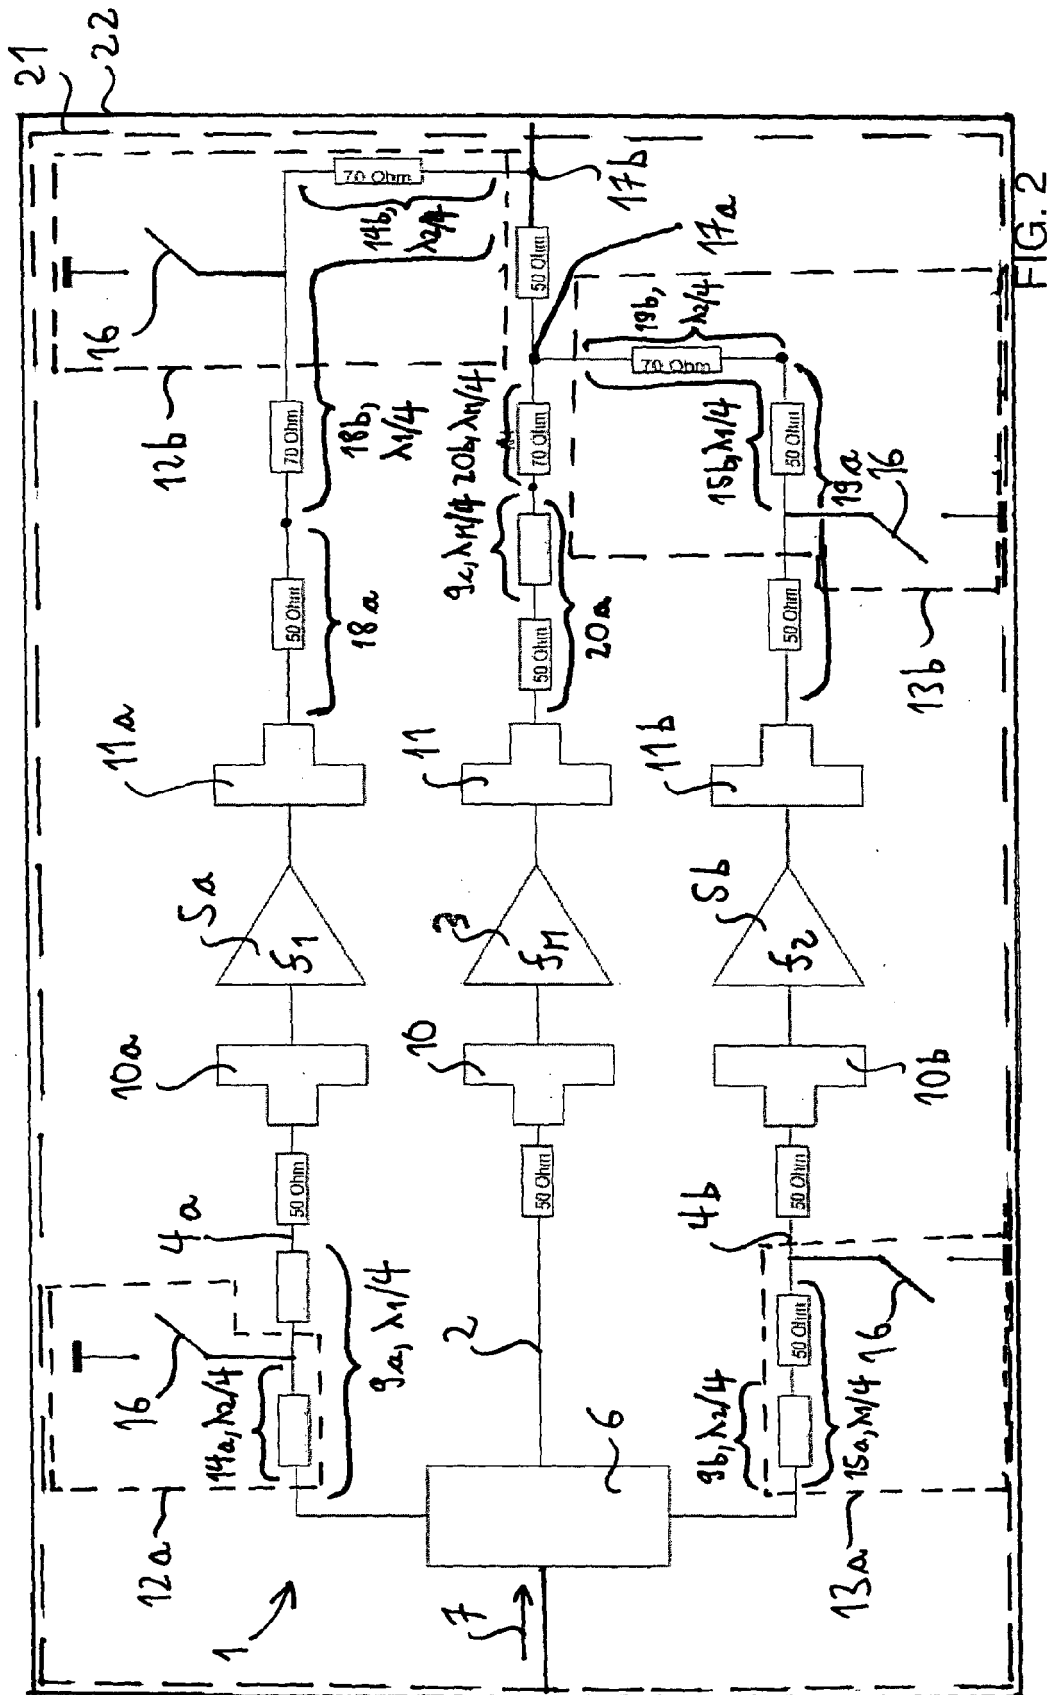 21
22
1
7
6
2
12a
16
14a, λ2/4
9a, λ1/4
4a
50 Ohm
10a
5a
f1
11a
50 Ohm
18a
70 Ohm
18b,
λ1/4
12b
16
70 Ohm
14b,
λ2/4
50 Ohm
10
3
fM
11
50 Ohm
20a
9c, λM/4
70 Ohm
20b, λM/4
50 Ohm
17a
17b
13a
9b, λ2/4
15a, λ1/4
50 Ohm
16
4b
50 Ohm
10b
5b
f2
11b
50 Ohm
13b
50 Ohm
19a
16
15b, λ1/4
70 Ohm
19b,
λ2/4
FIG. 2